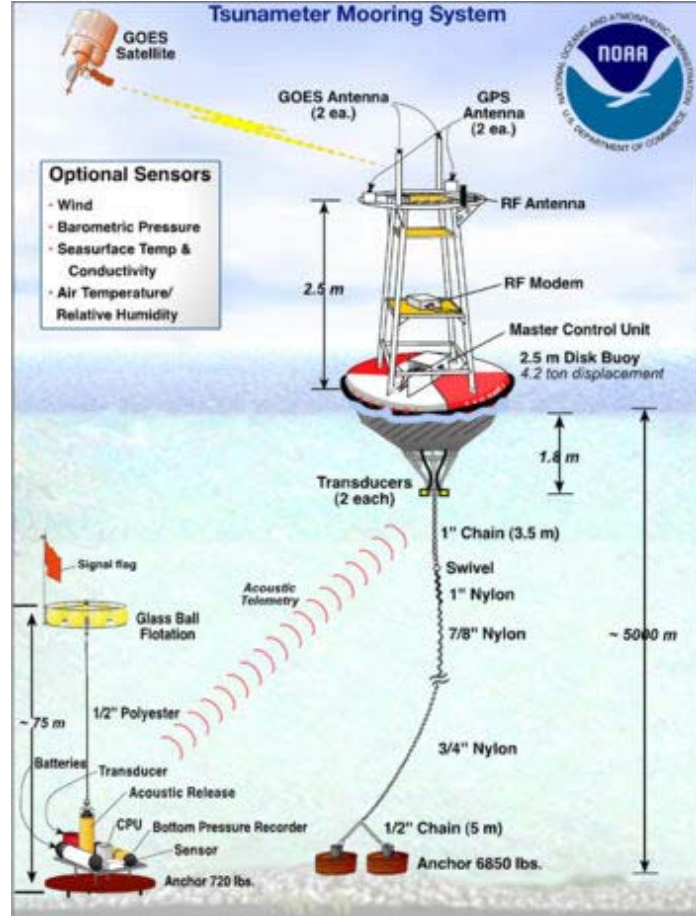 Tsunameter Mooring System
GOES
Satellite
NATIONAL OCEANIC AND ATMOSPHERIC ADMINISTRATION
NOAA
U.S. DEPARTMENT OF COMMERCE
GOES Antenna
(2 ea.)
GPS
Antenna
(2 ea.)
Optional Sensors
· Wind
· Barometric Pressure
· Seasurface Temp &
Conductivity
· Air Temperature/
Relative Humidity
RF Antenna
2.5 m
RF Modem
Master Control Unit
2.5 m Disk Buoy
4.2 ton displacement
1.8 m
Transducers
(2 each)
1" Chain (3.5 m)
Swivel
1" Nylon
7/8" Nylon
Signal flag
Acoustic
Telemetry
Glass Ball
Flotation
~ 5000 m
1/2" Polyester
~ 75 m
3/4" Nylon
Batteries
Transducer
Acoustic Release
CPU
Bottom Pressure Recorder
Sensor
Anchor 720 lbs.
1/2" Chain (5 m)
Anchor 6850 lbs.